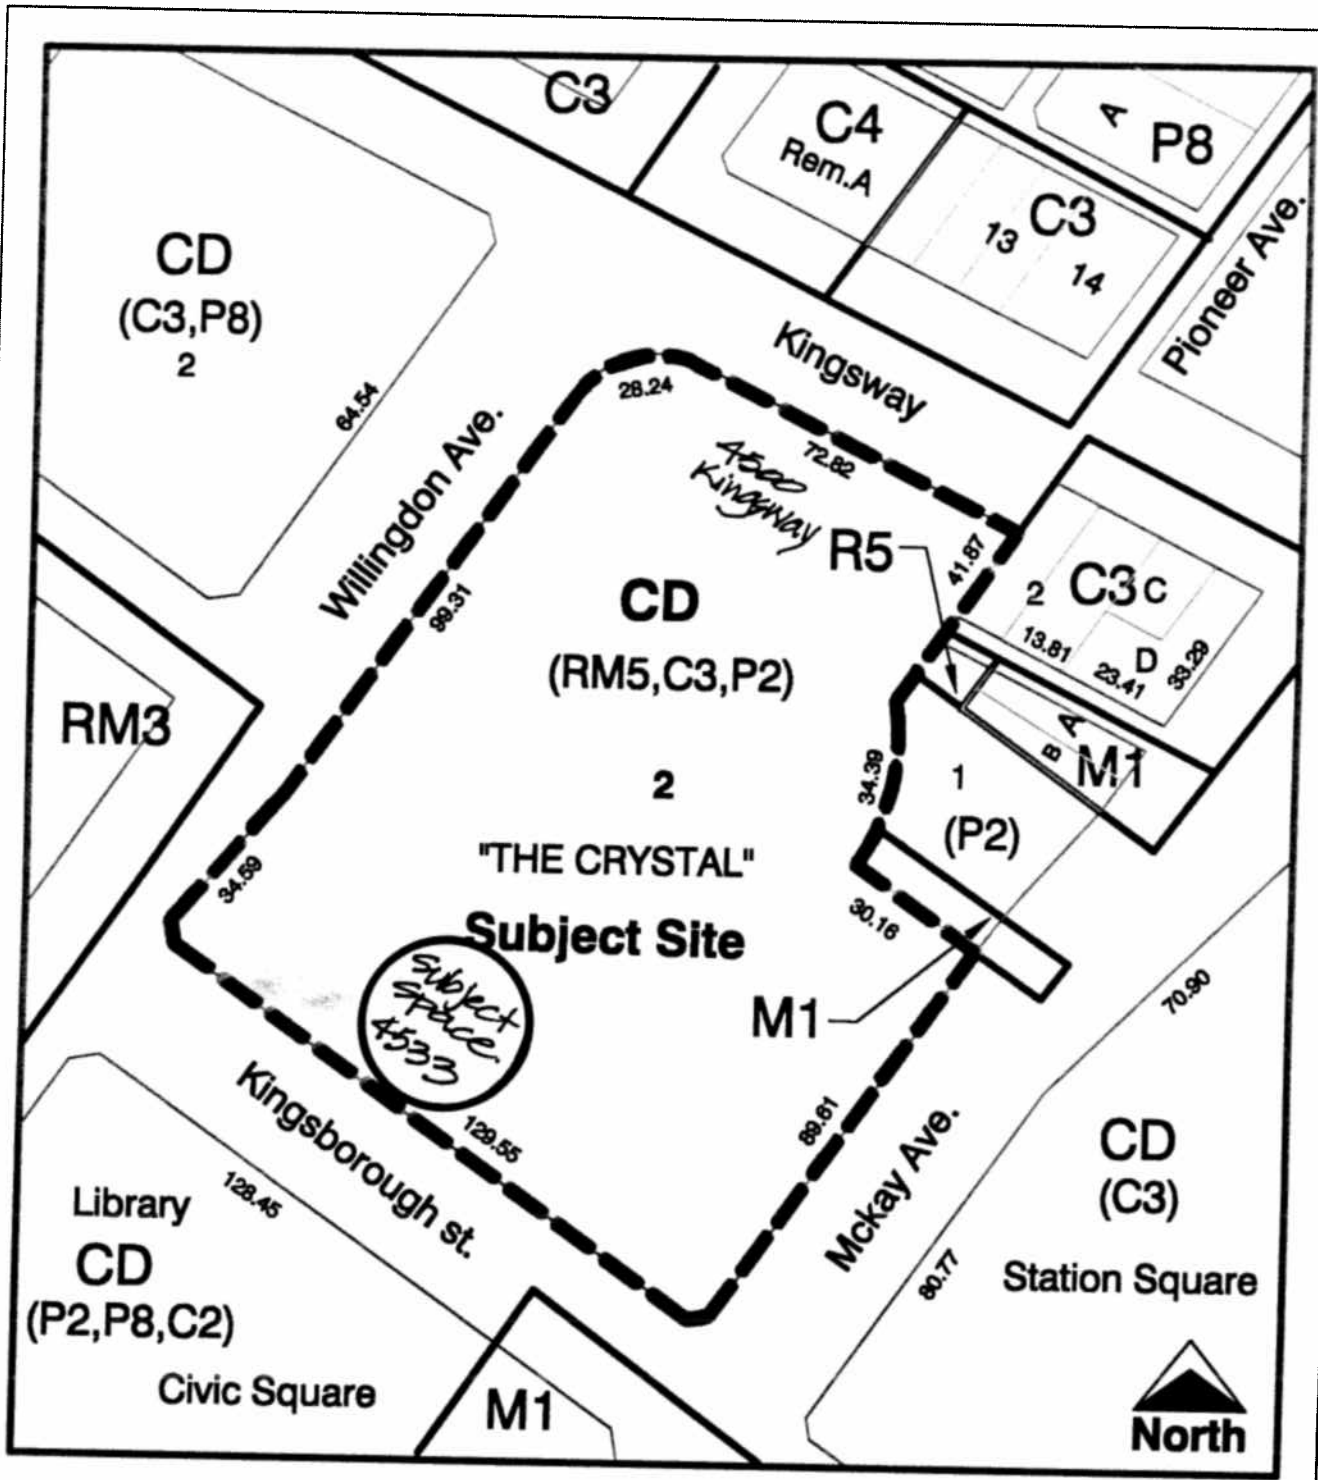 C3
C4
Rem.A
A
P8
C3
13
14
Pioneer Ave.
CD
(C3,P8)
2
64.54
Kingsway
28.24
72.82
4500
Kingsway
Willingdon Ave.
99.31
R5
41.87
2
C3
C
13.81
D
23.41
33.29
CD
(RM5,C3,P2)
RM3
A
B
M1
2
34.39
1
(P2)
"THE CRYSTAL"
34.59
30.16
Subject Site
subject
space
4533
M1
70.90
Kingsborough st.
129.55
89.61
Mckay Ave.
CD
(C3)
128.45
Library
CD
(P2,P8,C2)
80.77
Station Square
Civic Square
M1
North